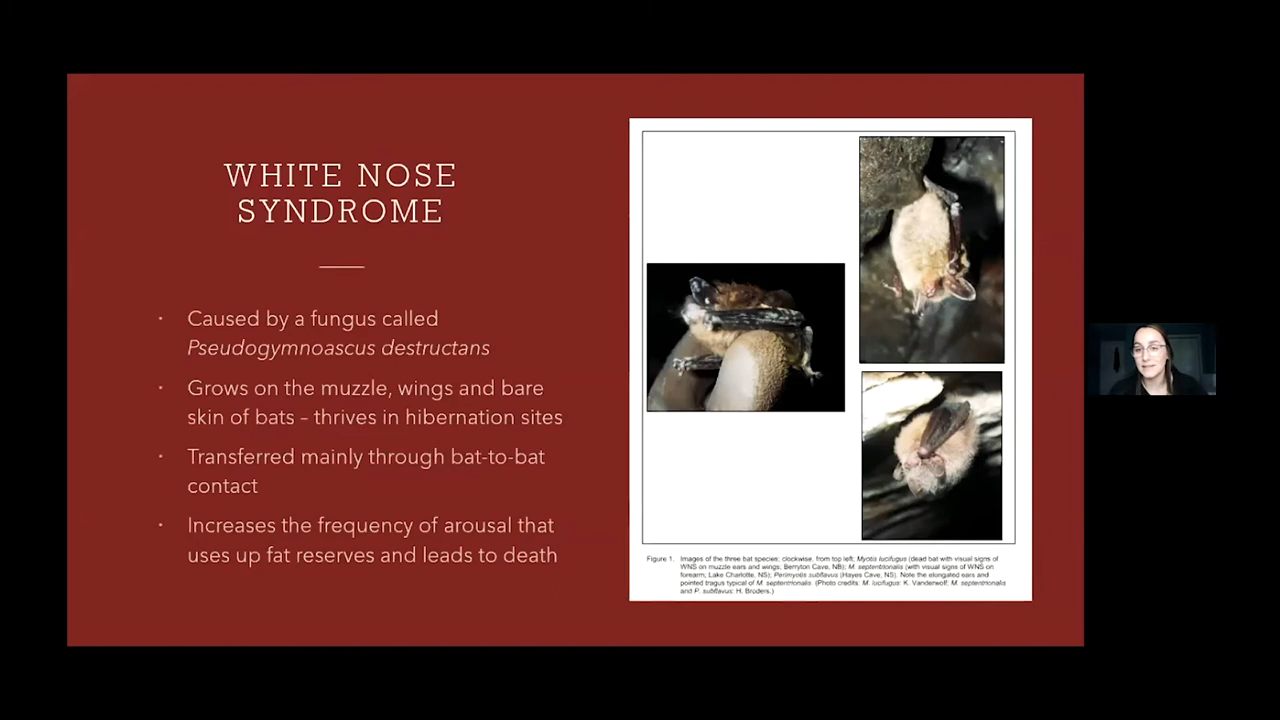 WHITE NOSE
SYNDROME
· Caused by a fungus called
Pseudogymnoascus destructans
· Grows on the muzzle, wings and bare
skin of bats – thrives in hibernation sites
· Transferred mainly through bat-to-bat
contact
· Increases the frequency of arousal that
uses up fat reserves and leads to death
Figure 1. Images of the three bat species; clockwise, from top left; Myotis lucifugus (dead bat with visual signs of
WNS on muzzle ears and wings; Berryton Cave, NB); M. septentrionalis (with visual signs of WNS on
forearm; Lake Charlotte, NS); Perimyotis subflavus (Hayes Cave, NS). Note the elongated ears and
pointed tragus typical of M. septentrionalis. (Photo credits: M. lucifugus: K. Vanderwolf; M. septentrionalis
and P. subflavus: H. Broders.)